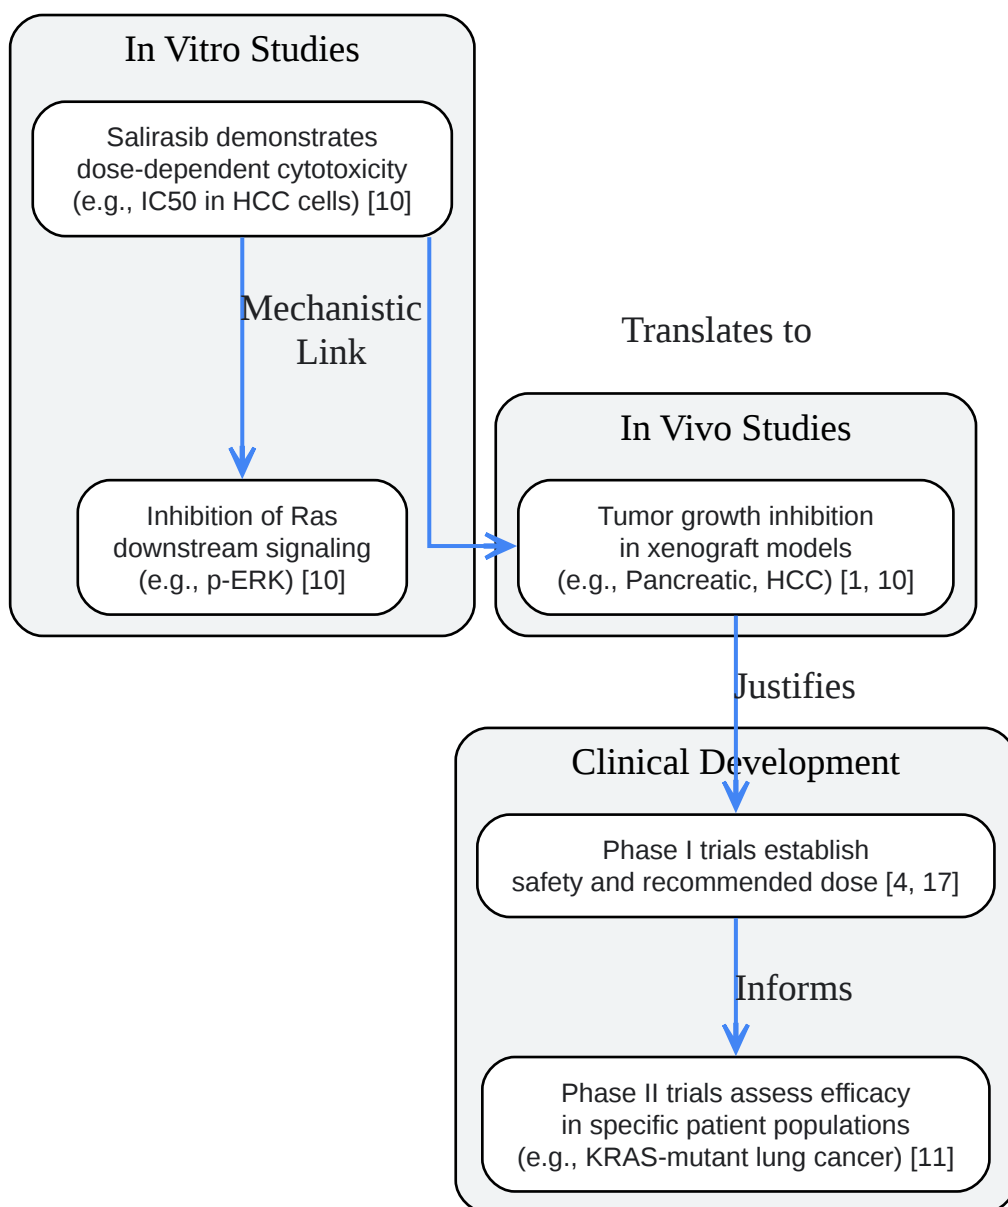 In Vitro Studies
Salirasib demonstrates
dose-dependent cytotoxicity
(e.g., IC50 in HCC cells) [10]
Mechanistic
Link
Translates to
Inhibition of Ras
downstream signaling
(e.g., p-ERK) [10]
In Vivo Studies
Tumor growth inhibition
in xenograft models
(e.g., Pancreatic, HCC) [1, 10]
Justifies
Clinical Development
Phase I trials establish
safety and recommended dose [4, 17]
Informs
Phase II trials assess efficacy
in specific patient populations
(e.g., KRAS-mutant lung cancer) [11]